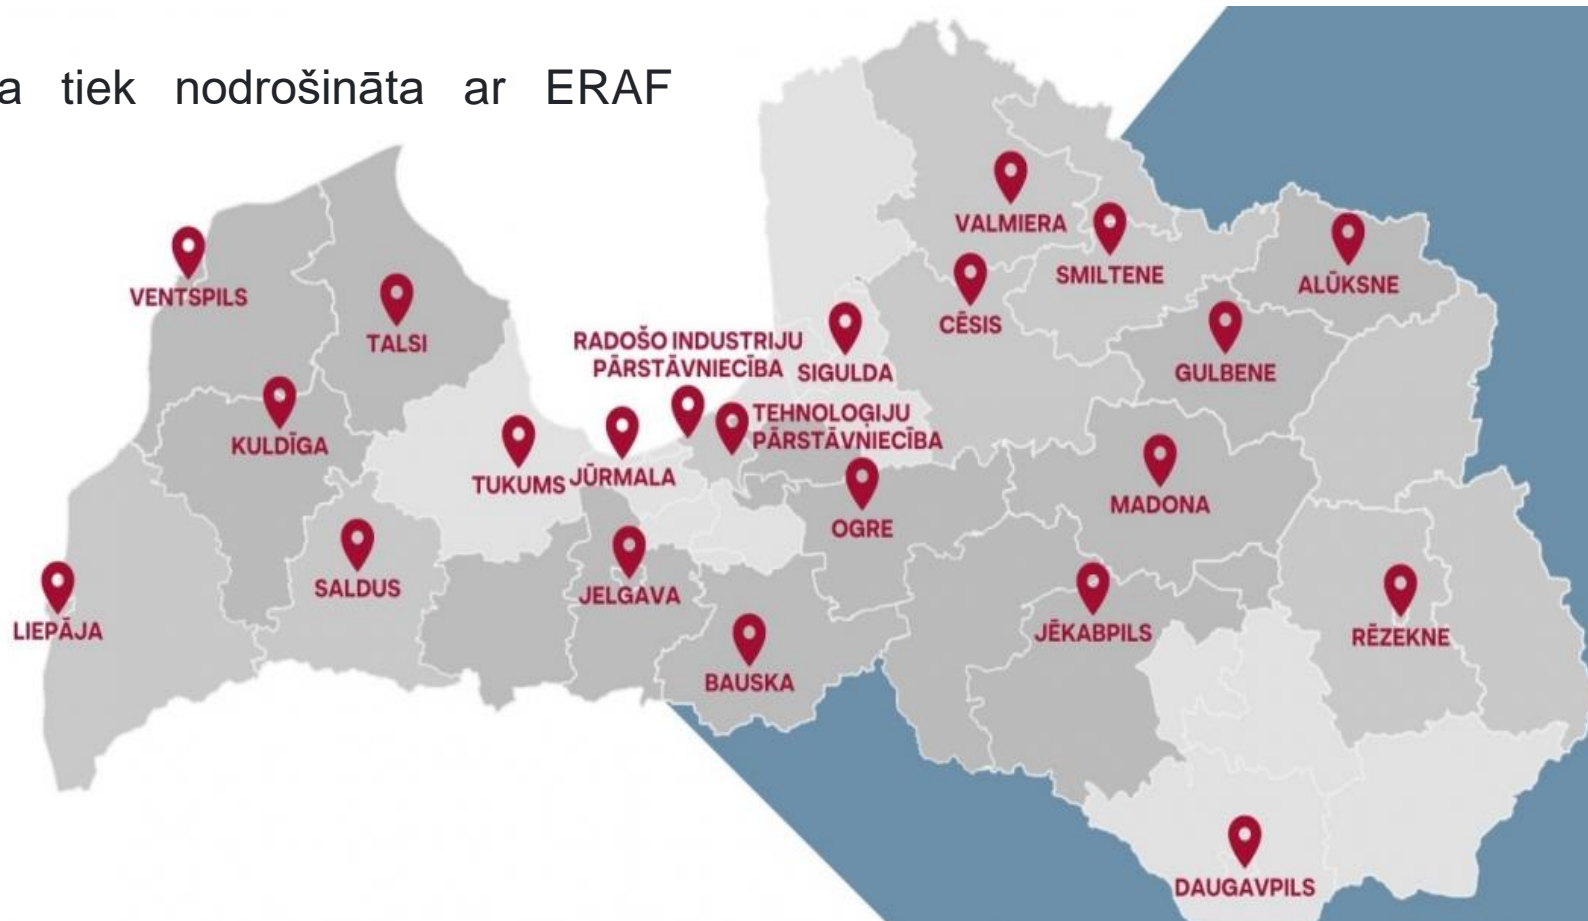 a tiek nodrošināta ar ERAF
VALMIERA
SMILTENE
ALŪKSNE
VENTSPILS
TALSI
CĒSIS
RADOŠO INDUSTRIJU
PĀRSTĀVNIECĪBA
SIGULDA
GULBENE
TEHNOLOĢIJU
PĀRSTĀVNIECĪBA
KULDĪGA
TUKUMS
JŪRMALA
OGRE
MADONA
SALDUS
JELGAVA
LIEPĀJA
JĒKABPILS
RĒZEKNE
BAUSKA
DAUGAVPILS